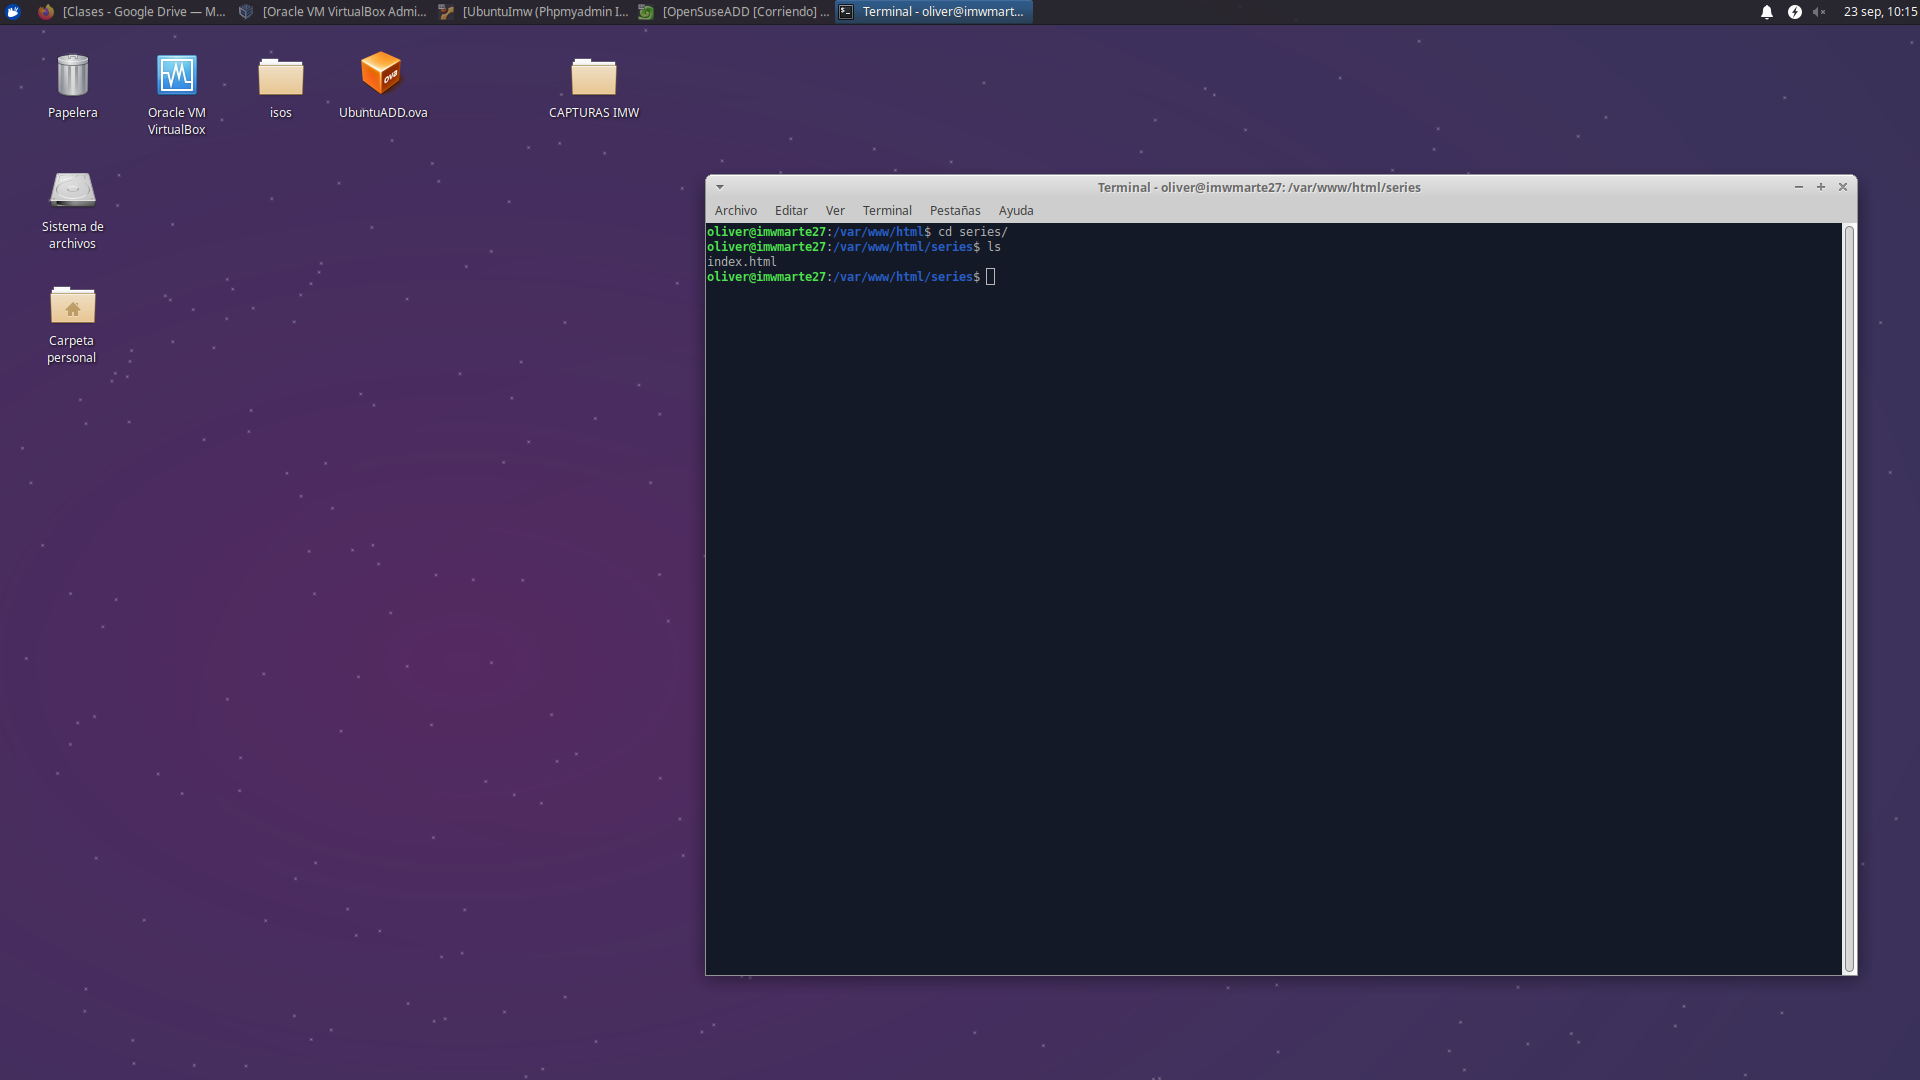 [Clases - Google Drive — M...
[Oracle VM VirtualBox Admi...
[UbuntuImw (Phpmyadmin I...
[OpenSuseADD [Corriendo] ...
Terminal - oliver@imwmart...
23 sep, 10:15
Papelera
Oracle VM
VirtualBox
isos
ova
UbuntuADD.ova
CAPTURAS IMW
Sistema de
archivos
Carpeta
personal
Terminal - oliver@imwmarte27: /var/www/html/series
Archivo Editar Ver Terminal Pestañas Ayuda
oliver@imwmarte27:/var/www/html$ cd series/
oliver@imwmarte27:/var/www/html/series$ ls
index.html
oliver@imwmarte27:/var/www/html/series$